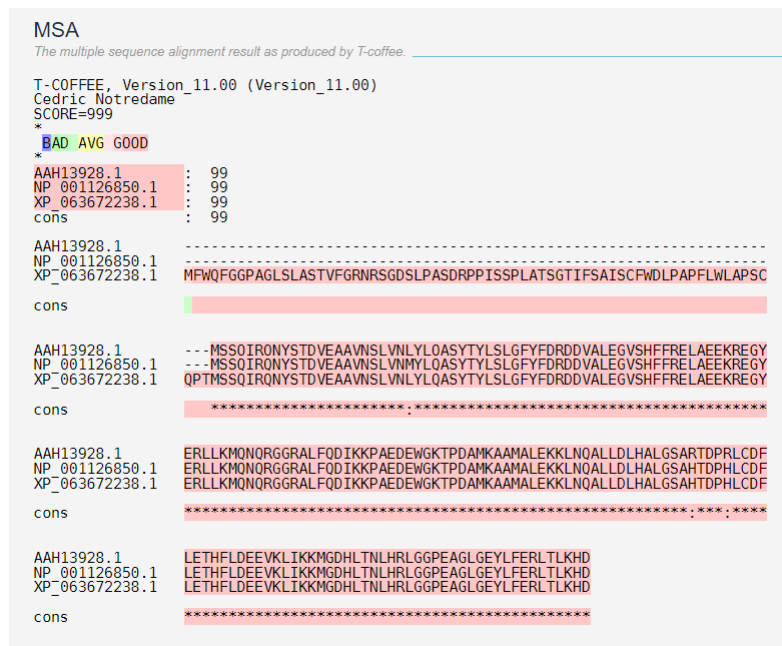 MSA
The multiple sequence alignment result as produced by T-coffee.
T-COFFEE, Version_11.00 (Version_11.00)
Cedric Notredame
SCORE=999
*
BAD AVG GOOD
*
AAH13928.1 : 99
NP_001126850.1 : 99
XP_063672238.1 : 99
cons : 99
AAH13928.1 ------------------------------------------------------------------
NP_001126850.1 ------------------------------------------------------------------
XP_063672238.1 MFWQFGGPAGLSLASTVFGRNRSGDSLPASDRPPISSPLATSGTIFSAISCFWDLPAPFLWLAPSC
cons
AAH13928.1 ---MSSQIRQNYSTDVEAAVNSLVNLYLQASYTYLSLGFYFDRDDVALEGVSHFFRELAEEKREGY
NP_001126850.1 ---MSSQIRQNYSTDVEAAVNSLVNMYLQASYTYLSLGFYFDRDDVALEGVSHFFRELAEEKREGY
XP_063672238.1 QPTMSSQIRQNYSTDVEAAVNSLVNLYLQASYTYLSLGFYFDRDDVALEGVSHFFRELAEEKREGY
cons **********************:****************************************
AAH13928.1 ERLLKMQNQRGGRALFQDIKKPAEDEWGKTPDAMKAAMALEKKLNQALLDLHALGSARTDPRLCDF
NP_001126850.1 ERLLKMQNQRGGRALFQDIKKPAEDEWGKTPDAMKAAMALEKKLNQALLDLHALGSAHTDPRLCDF
XP_063672238.1 ERLLKMQNQRGGRALFQDIKKPAEDEWGKTPDAMKAAMALEKKLNQALLDLHALGSAHTDPHLCDF
cons *********************************************************:***:****
AAH13928.1 LETHFLDEEVKLIKKMGDHLTNLHRLGGPEAGLGEYLFERLTLKHD
NP_001126850.1 LETHFLDEEVKLIKKMGDHLTNLHRLGGPEAGLGEYLFERLTLKHD
XP_063672238.1 LETHFLDEEVKLIKKMGDHLTNLHRLGGPEAGLGEYLFERLTLKHD
cons **********************************************